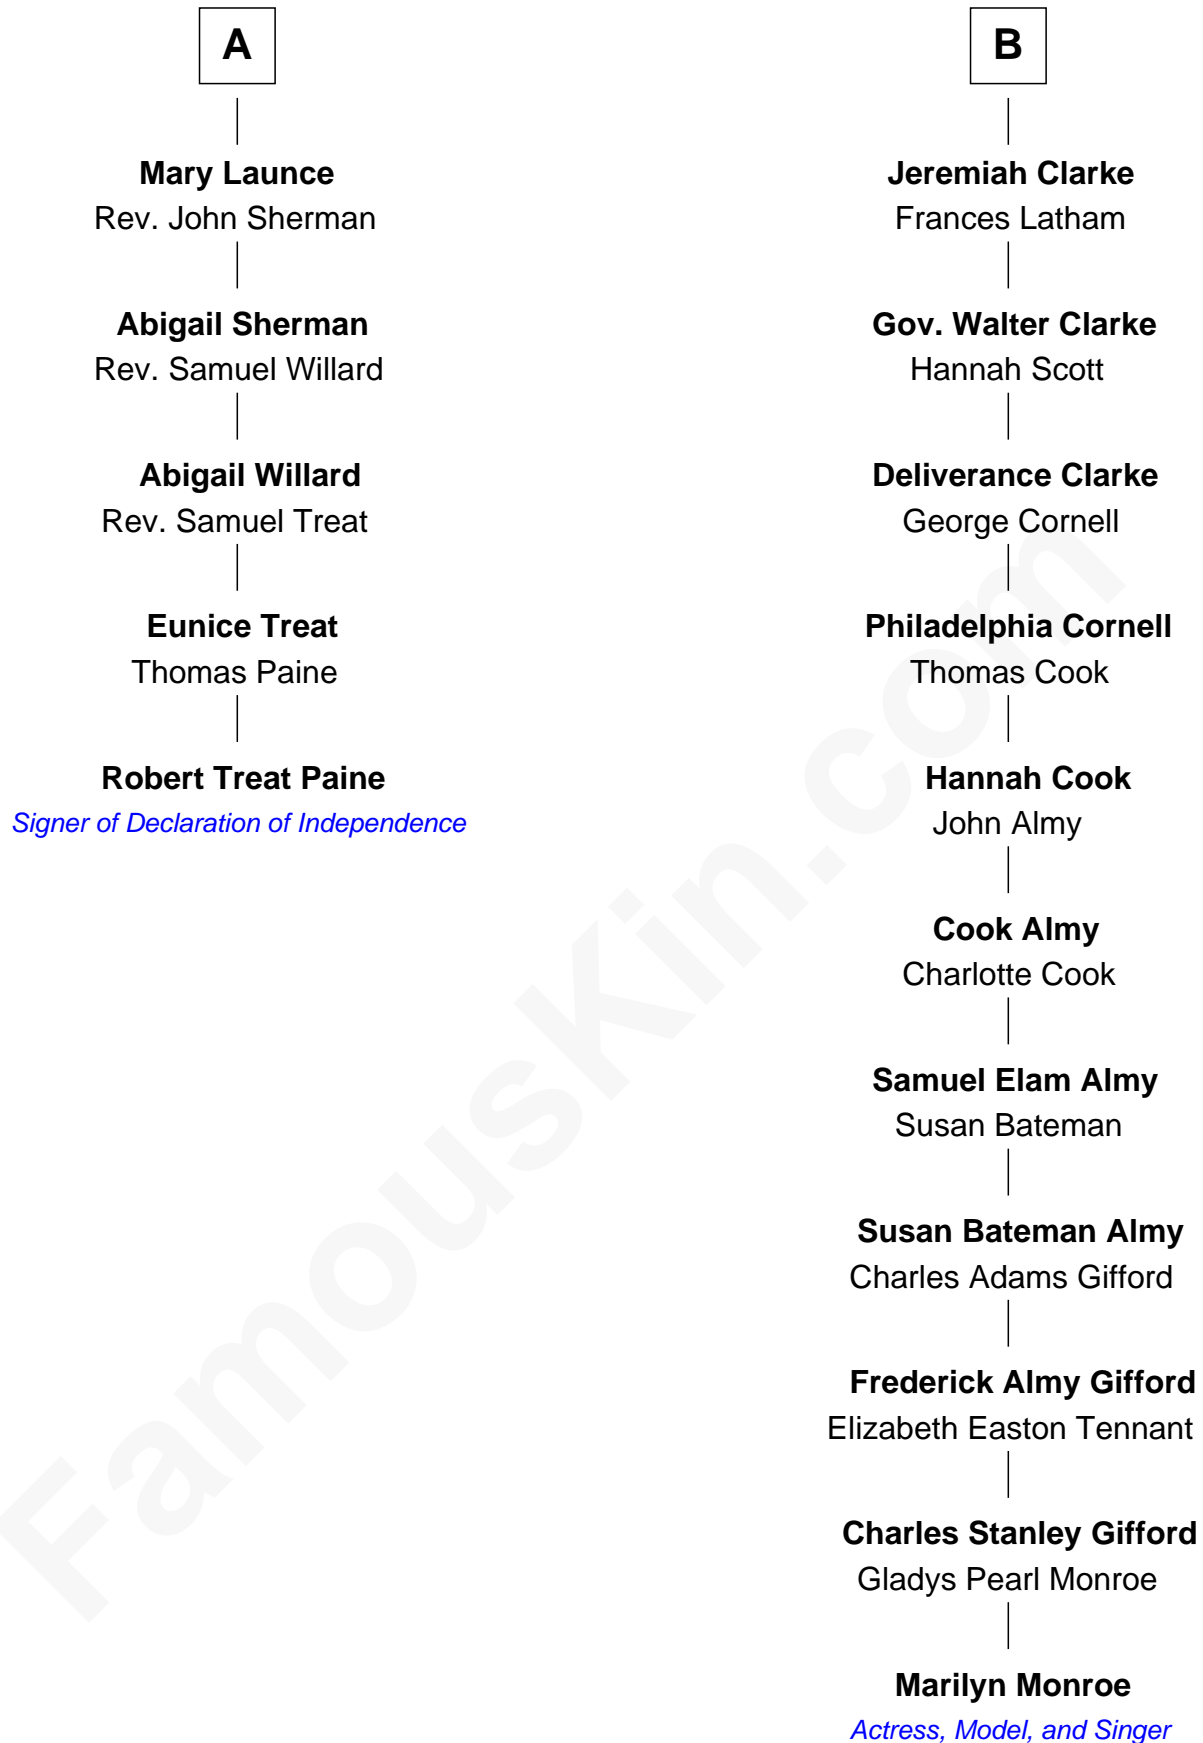 A
Mary Launce
Rev. John Sherman
Abigail Sherman
Rev. Samuel Willard
Abigail Willard
Rev. Samuel Treat
Eunice Treat
Thomas Paine
Robert Treat Paine
Signer of Declaration of Independence
B
Jeremiah Clarke
Frances Latham
Gov. Walter Clarke
Hannah Scott
Deliverance Clarke
George Cornell
Philadelphia Cornell
Thomas Cook
Hannah Cook
John Almy
Cook Almy
Charlotte Cook
Samuel Elam Almy
Susan Bateman
Susan Bateman Almy
Charles Adams Gifford
Frederick Almy Gifford
Elizabeth Easton Tennant
Charles Stanley Gifford
Gladys Pearl Monroe
Marilyn Monroe
Actress, Model, and Singer
FamousKin.com